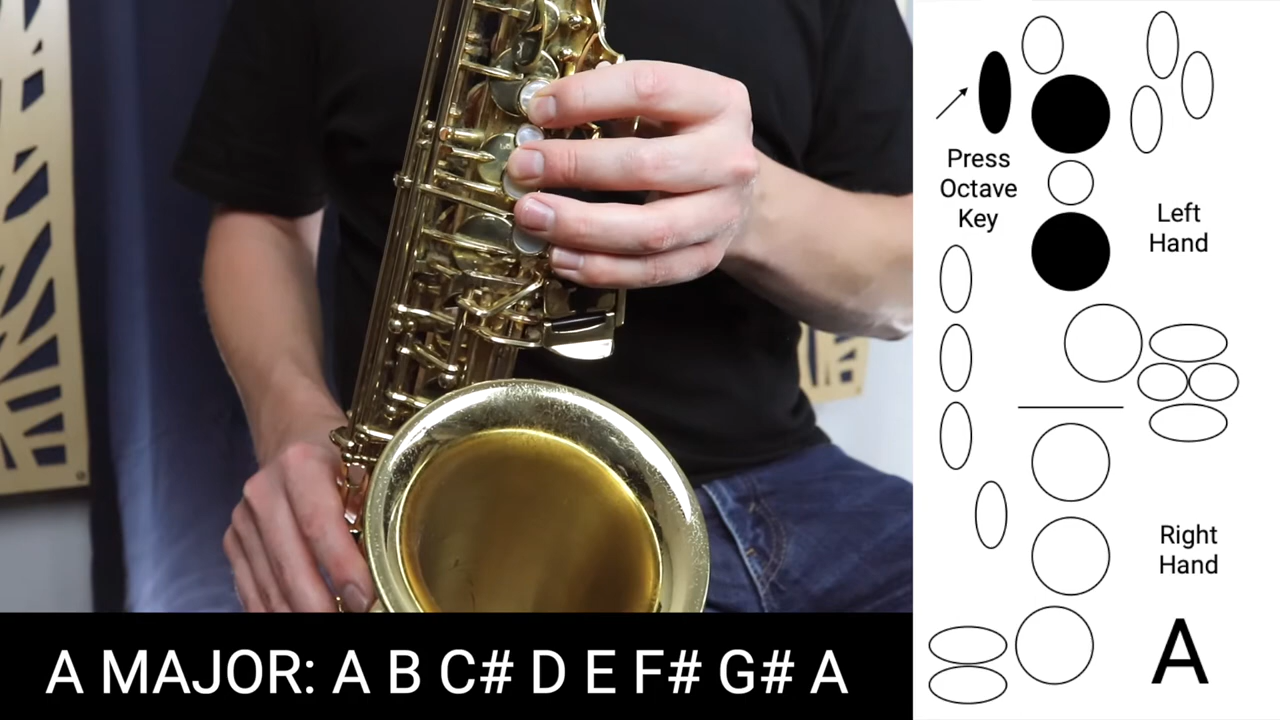 Press
Octave
Key
Left
Hand
Right
Hand
A
A MAJOR: A B C# D E F# G# A